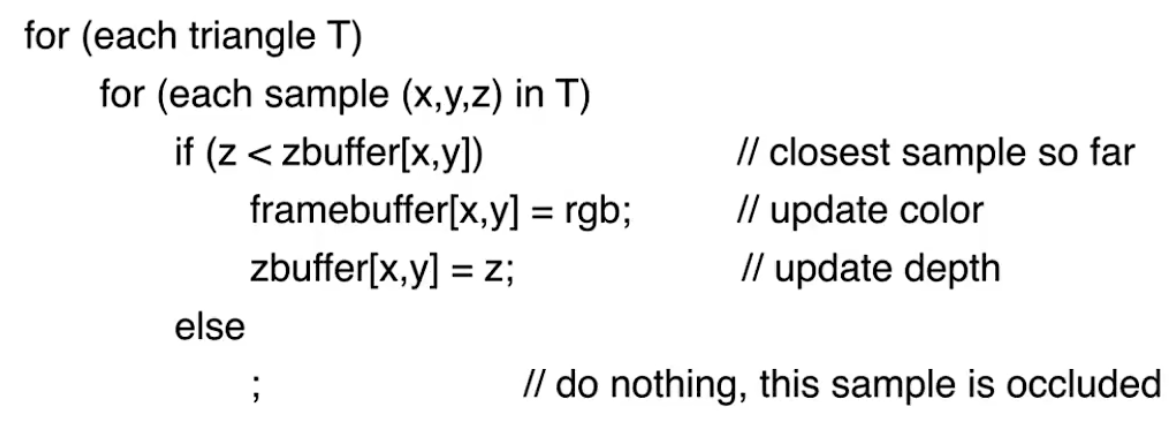 for (each triangle T)
for (each sample (x,y,z) in T)
if (z < zbuffer[x,y]) // closest sample so far
framebuffer[x,y] = rgb; // update color
zbuffer[x,y] = z; // update depth
else
; // do nothing, this sample is occluded